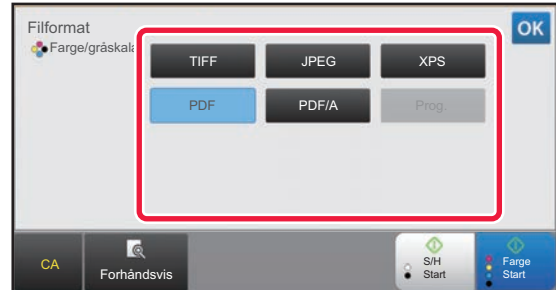 Filformat
OK
Farge/gråskala
TIFF JPEG XPS
PDF PDF/A Prog.
CA
Forhåndsvis
S/H
Start
Farge
Start